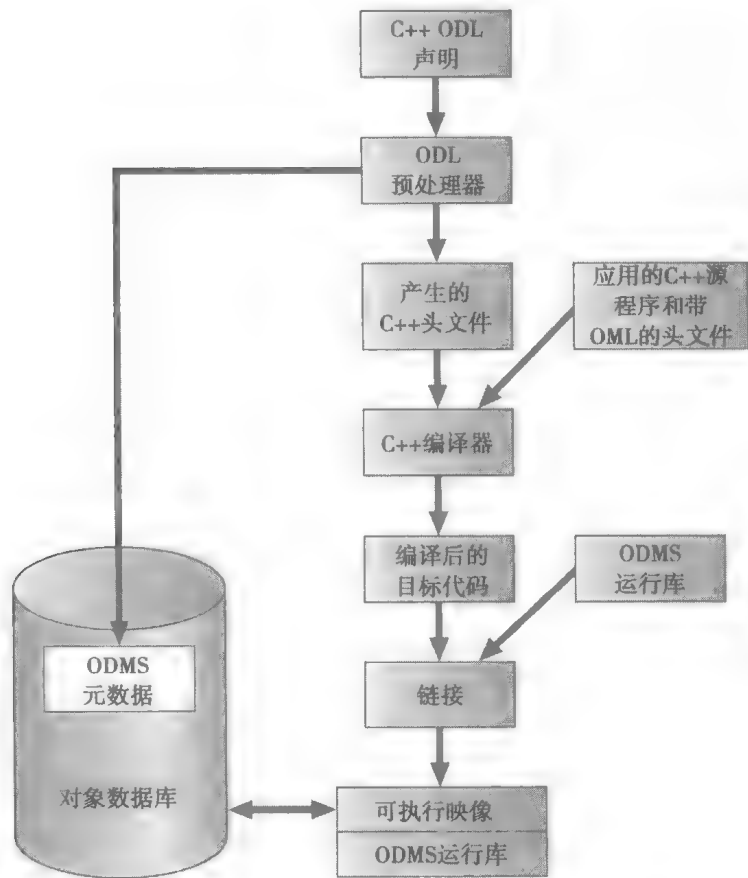 C++ ODL
声明
ODL
预处理器
产生的
C++头文件
应用的C++源
程序和带
OML的头文件
C++编译器
编译后的
目标代码
ODMS
运行库
ODMS
元数据
链接
对象数据库
可执行映像
ODMS运行库